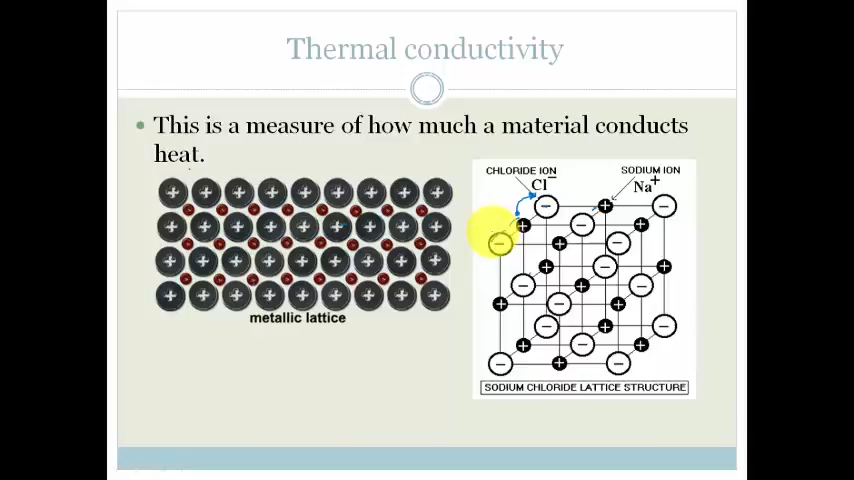 Thermal conductivity
This is a measure of how much a material conducts
heat.
CHLORIDE ION
Cl⁻
SODIUM ION
Na⁺
metallic lattice
SODIUM CHLORIDE LATTICE STRUCTURE